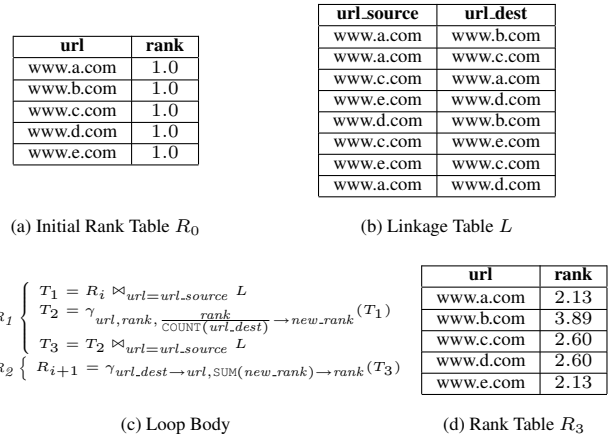 url rank
www.a.com 1.0
www.b.com 1.0
www.c.com 1.0
www.d.com 1.0
www.e.com 1.0
(a) Initial Rank Table R₀
url_source url_dest
www.a.com www.b.com
www.a.com www.c.com
www.c.com www.a.com
www.e.com www.d.com
www.d.com www.b.com
www.c.com www.e.com
www.e.com www.c.com
www.a.com www.d.com
(b) Linkage Table L
R₁ { T₁ = Rᵢ ⋈_{url=url_source} L
T₂ = γ_{url,rank, rank/COUNT(url_dest) → new_rank}(T₁)
T₃ = T₂ ⋈_{url=url_source} L
R₂ { R_{i+1} = γ_{url_dest→url,SUM(new_rank)→rank}(T₃)
(c) Loop Body
url rank
www.a.com 2.13
www.b.com 3.89
www.c.com 2.60
www.d.com 2.60
www.e.com 2.13
(d) Rank Table R₃